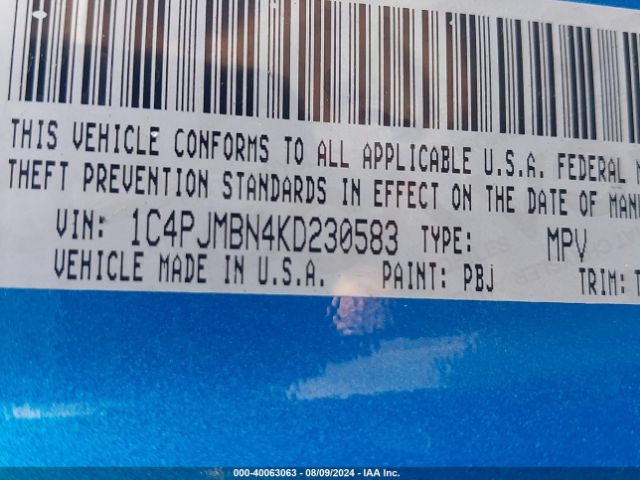 THIS VEHICLE CONFORMS TO ALL APPLICABLE U.S.A. FEDERAL
THEFT PREVENTION STANDARDS IN EFFECT ON THE DATE OF
VIN: 1C4PJMBN4KD230583 TYPE: MPV
VEHICLE MADE IN U.S.A. PAINT: PBJ TRIM:
000-40063063 - 08/09/2024 - IAA Inc.